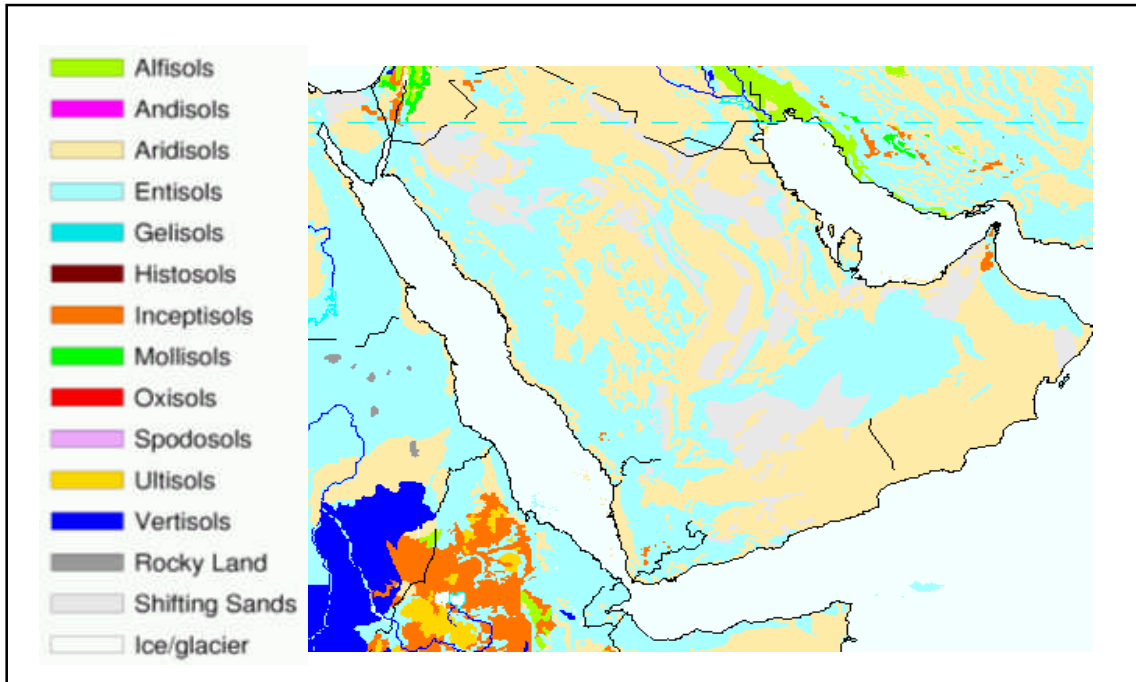 Alfisols
Andisols
Aridisols
Entisols
Gelisols
Histosols
Inceptisols
Mollisols
Oxisols
Spodosols
Ultisols
Vertisols
Rocky Land
Shifting Sands
Ice/glacier